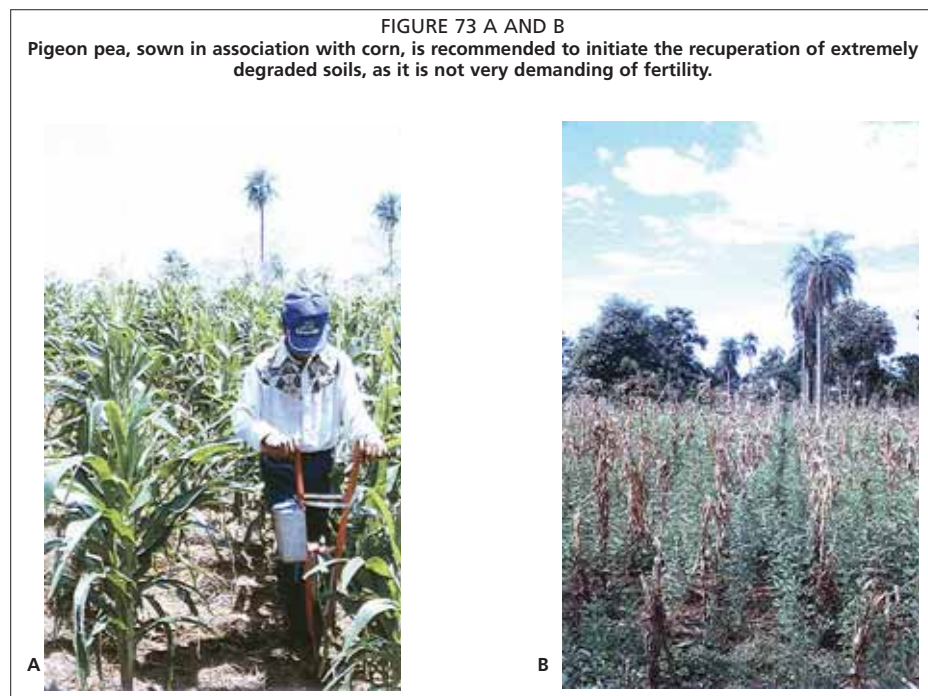 FIGURE 73 A AND B
Pigeon pea, sown in association with corn, is recommended to initiate the recuperation of extremely
degraded soils, as it is not very demanding of fertility.
A
B